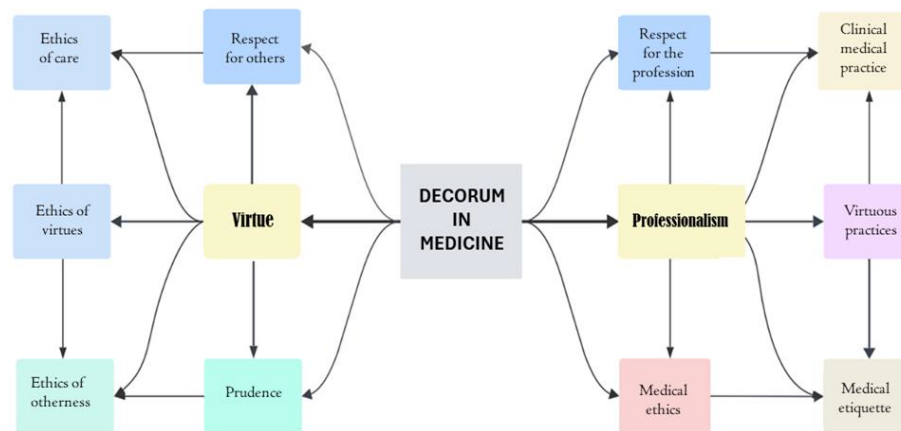 Ethics
of care
Respect
for others
Respect
for the
profession
Clinical
medical
practice
Ethics of
virtues
Virtue
DECORUM
IN
MEDICINE
Professionalism
Virtuous
practices
Ethics of
otherness
Prudence
Medical
ethics
Medical
etiquette